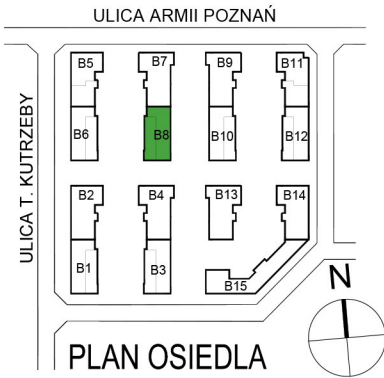 ULICA ARMII POZNAŃ
ULICA T. KUTRZEBY
B5
B7
B9
B11
B6
B8
B10
B12
B2
B4
B13
B14
B1
B3
B15
N
PLAN OSIEDLA